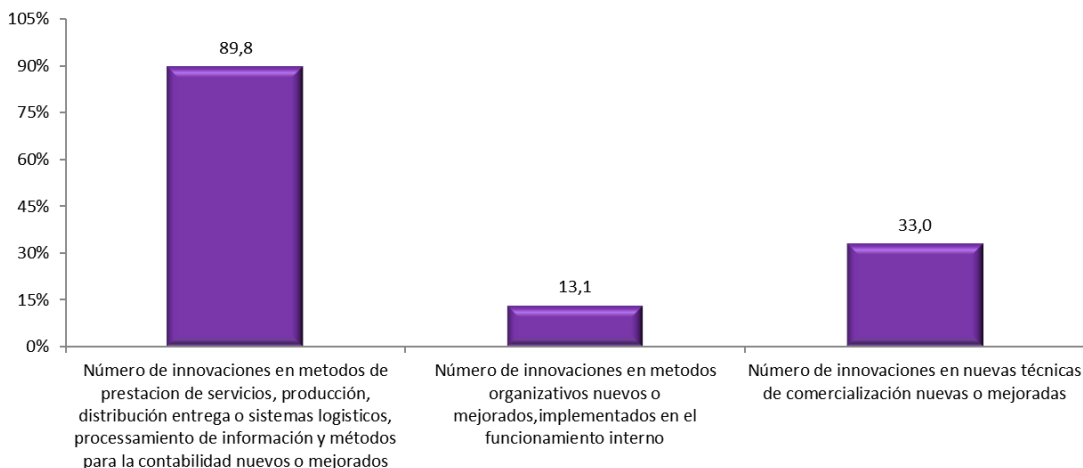 105%
90%
75%
60%
45%
30%
15%
0%
89,8
13,1
33,0
Número de innovaciones en metodos de
prestacion de servicios, producción,
distribución entrega o sistemas logisticos,
processamiento de información y métodos
para la contabilidad nuevos o mejorados
Número de innovaciones en metodos
organizativos nuevos o
mejorados,implementados en el
funcionamiento interno
Número de innovaciones en nuevas técnicas
de comercialización nuevas o mejoradas